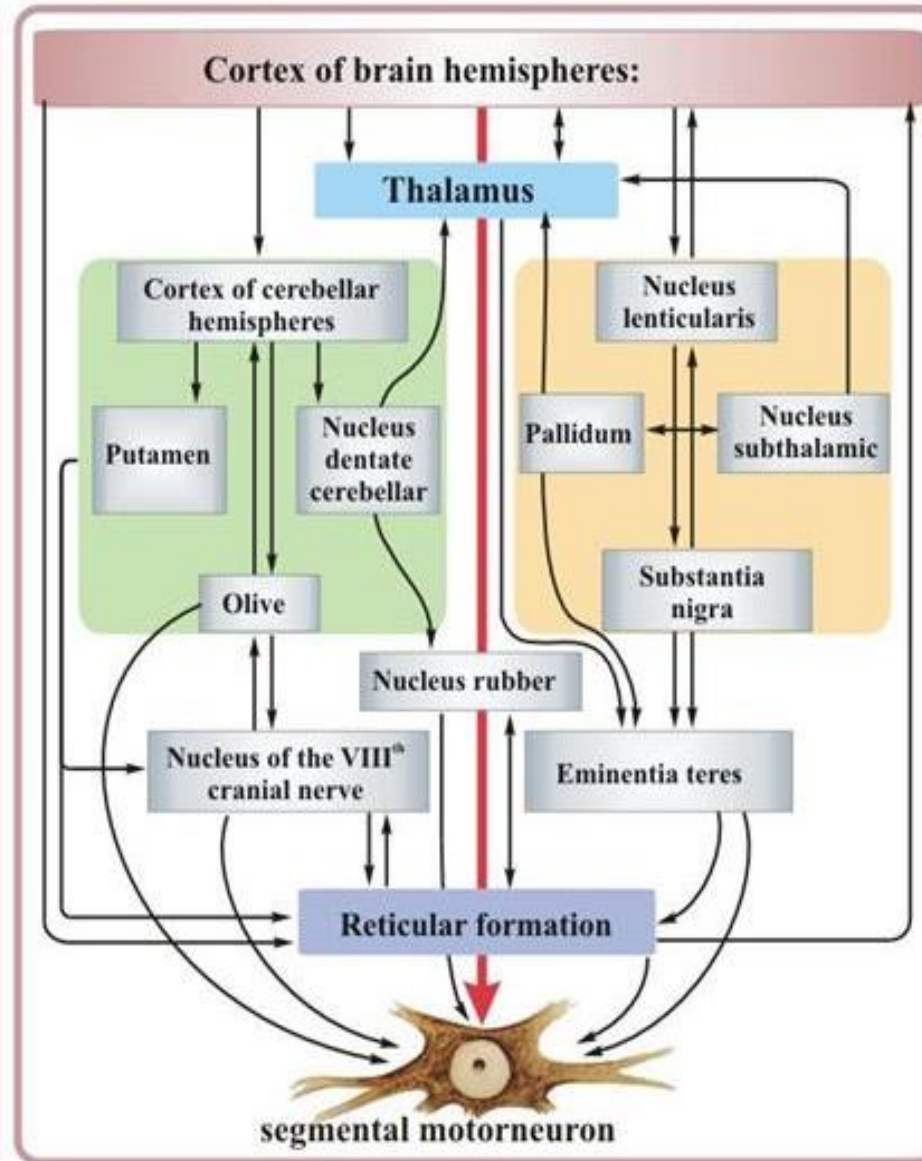 Cortex of brain hemispheres:
Thalamus
Cortex of cerebellar
hemispheres
Nucleus
lenticularis
Putamen
Nucleus
dentate
cerebellar
Pallidum
Nucleus
subthalamic
Olive
Substantia
nigra
Nucleus rubber
Nucleus of the VIIIth
cranial nerve
Eminentia teres
Reticular formation
segmental motorneuron